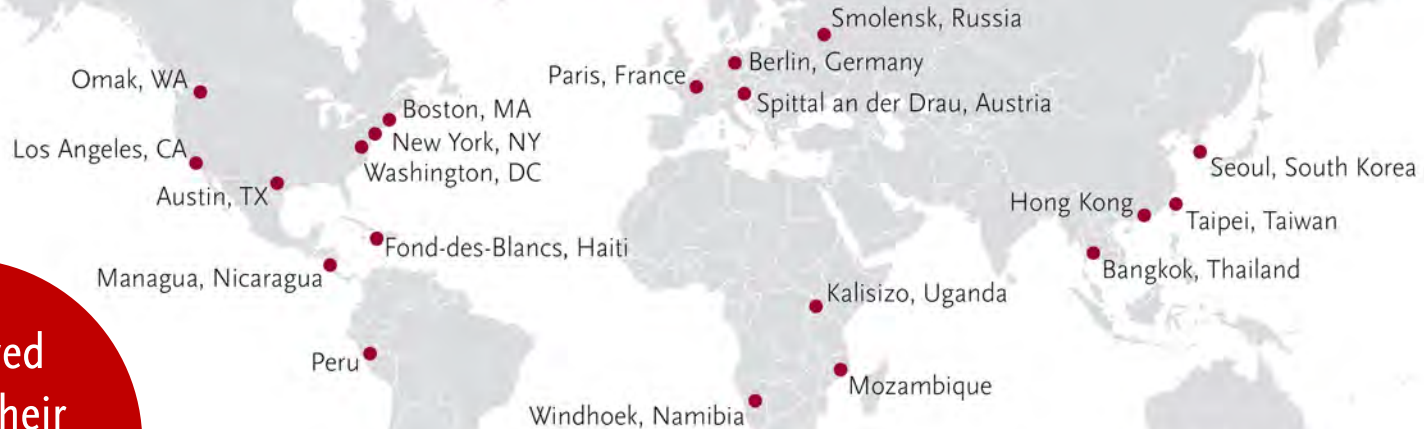 Smolensk, Russia
Berlin, Germany
Paris, France
Spittal an der Drau, Austria
Omak, WA
Boston, MA
New York, NY
Washington, DC
Los Angeles, CA
Austin, TX
Seoul, South Korea
Hong Kong
Taipei, Taiwan
Bangkok, Thailand
Fond-des-Blancs, Haiti
Managua, Nicaragua
Kalisizo, Uganda
Peru
Mozambique
Windhoek, Namibia